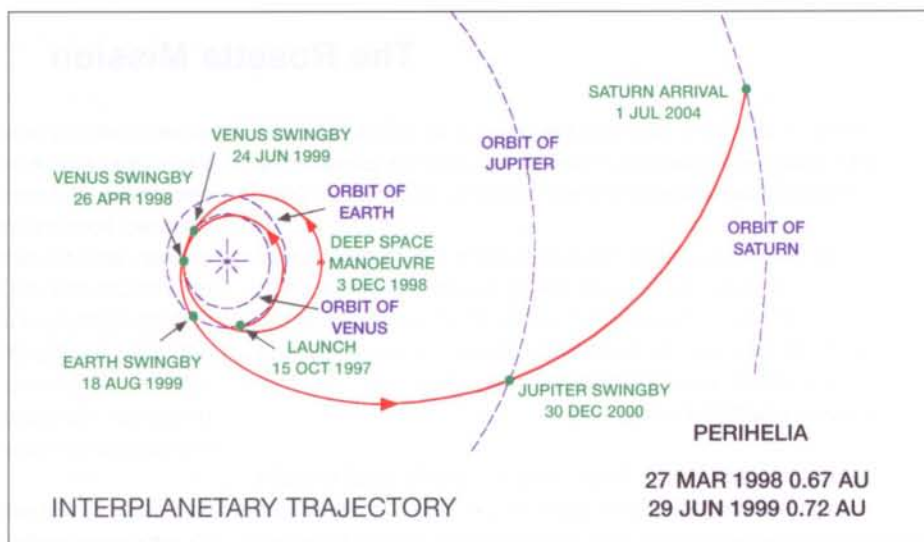 SATURN ARRIVAL
1 JUL 2004
VENUS SWINGBY
24 JUN 1999
ORBIT OF
JUPITER
VENUS SWINGBY
26 APR 1998
ORBIT OF
EARTH
ORBIT OF
SATURN
DEEP SPACE
MANOEUVRE
3 DEC 1998
ORBIT OF
VENUS
LAUNCH
15 OCT 1997
EARTH SWINGBY
18 AUG 1999
JUPITER SWINGBY
30 DEC 2000
PERIHELIA
27 MAR 1998 0.67 AU
29 JUN 1999 0.72 AU
INTERPLANETARY TRAJECTORY